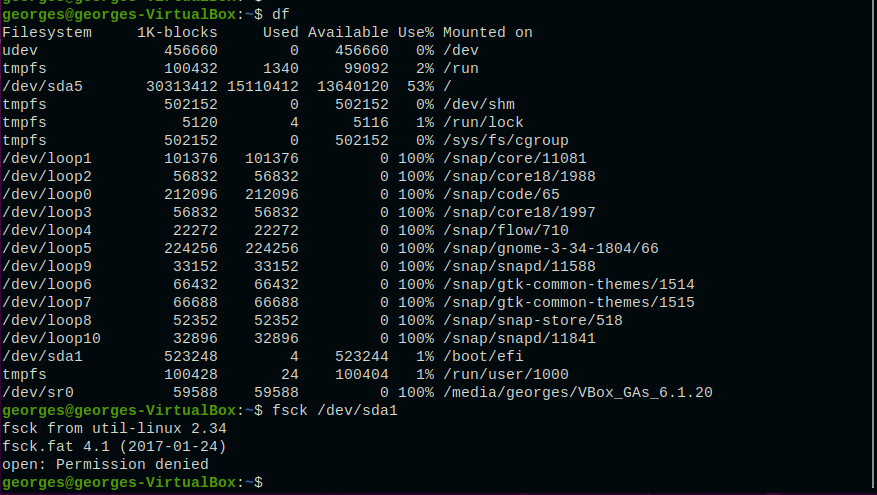 georges@georges-VirtualBox:~$ df
Filesystem     1K-blocks     Used Available Use% Mounted on
udev              456660        0    456660   0% /dev
tmpfs             100432     1340     99092   2% /run
/dev/sda5       30313412 15110412  13640120  53% /
tmpfs             502152        0    502152   0% /dev/shm
tmpfs               5120        4      5116   1% /run/lock
tmpfs             502152        0    502152   0% /sys/fs/cgroup
/dev/loop1        101376   101376         0 100% /snap/core/11081
/dev/loop2         56832    56832         0 100% /snap/core18/1988
/dev/loop0        212096   212096         0 100% /snap/code/65
/dev/loop3         56832    56832         0 100% /snap/core18/1997
/dev/loop4         22272    22272         0 100% /snap/flow/710
/dev/loop5        224256   224256         0 100% /snap/gnome-3-34-1804/66
/dev/loop9         33152    33152         0 100% /snap/snapd/11588
/dev/loop6         66432    66432         0 100% /snap/gtk-common-themes/1514
/dev/loop7         66688    66688         0 100% /snap/gtk-common-themes/1515
/dev/loop8         52352    52352         0 100% /snap/snap-store/518
/dev/loop10        32896    32896         0 100% /snap/snapd/11841
/dev/sda1         523248        4    523244   1% /boot/efi
tmpfs             100428       24    100404   1% /run/user/1000
/dev/sr0           59588    59588         0 100% /media/georges/VBox_GAs_6.1.20
georges@georges-VirtualBox:~$ fsck /dev/sda1
fsck from util-linux 2.34
fsck.fat 4.1 (2017-01-24)
open: Permission denied
georges@georges-VirtualBox:~$